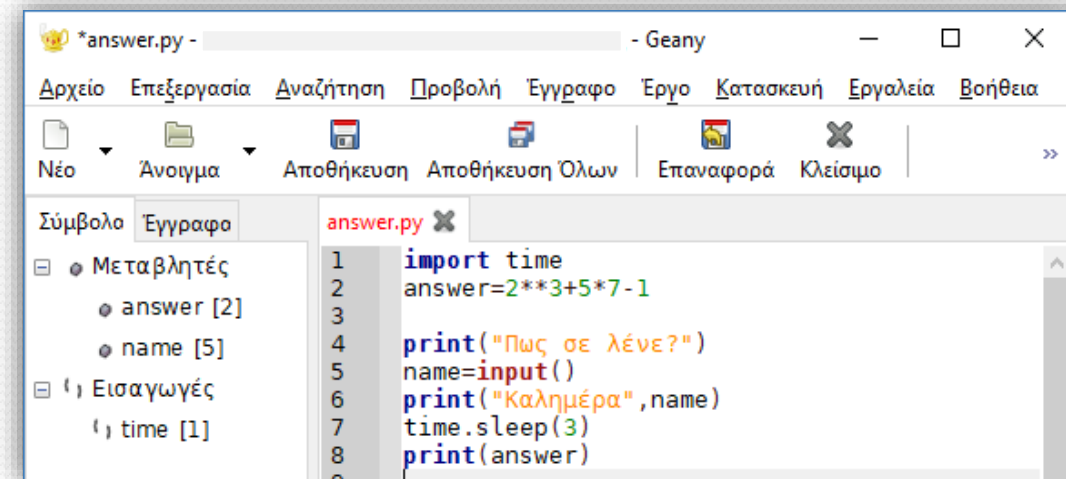 *answer.py - - Geany
Αρχείο Επεξεργασία Αναζήτηση Προβολή Έγγραφο Έργο Κατασκευή Εργαλεία Βοήθεια
Νέο Άνοιγμα Αποθήκευση Αποθήκευση Όλων Επαναφορά Κλείσιμο »
Σύμβολα Έγγραφα
Μεταβλητές
answer [2]
name [5]
Εισαγωγές
time [1]
answer.py
1 import time
2 answer=2**3+5*7-1
3
4 print("Πως σε λένε?")
5 name=input()
6 print("Καλημέρα",name)
7 time.sleep(3)
8 print(answer)
9